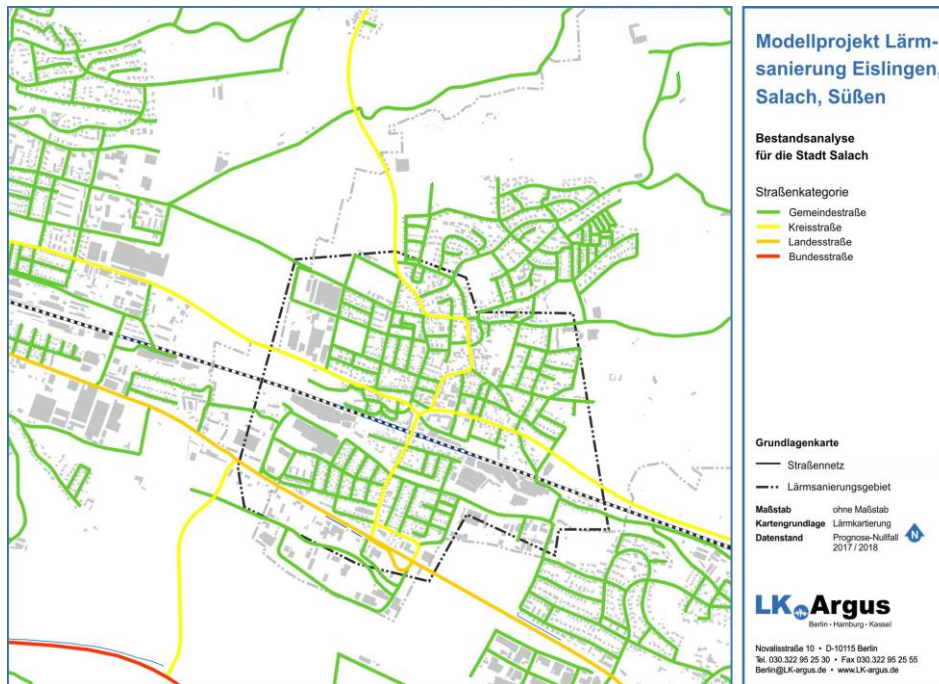 Modellprojekt Lärm-
sanierung Eislingen,
Salach, Süßen
Bestandsanalyse
für die Stadt Salach
Straßenkategorie
Gemeindestraße
Kreisstraße
Landesstraße
Bundesstraße
Grundlagenkarte
Straßennetz
Lärmsanierungsgebiet
Maßstab ohne Maßstab
Kartengrundlage Lärmkartierung
Datenstand Prognose-Nullfall
2017 / 2018
N
LK Argus
Berlin • Hamburg • Kassel
Novalisstraße 10 • D-10115 Berlin
Tel. 030.322 95 25 30 • Fax 030.322 95 25 55
Berlin@LK-argus.de • www.LK-argus.de